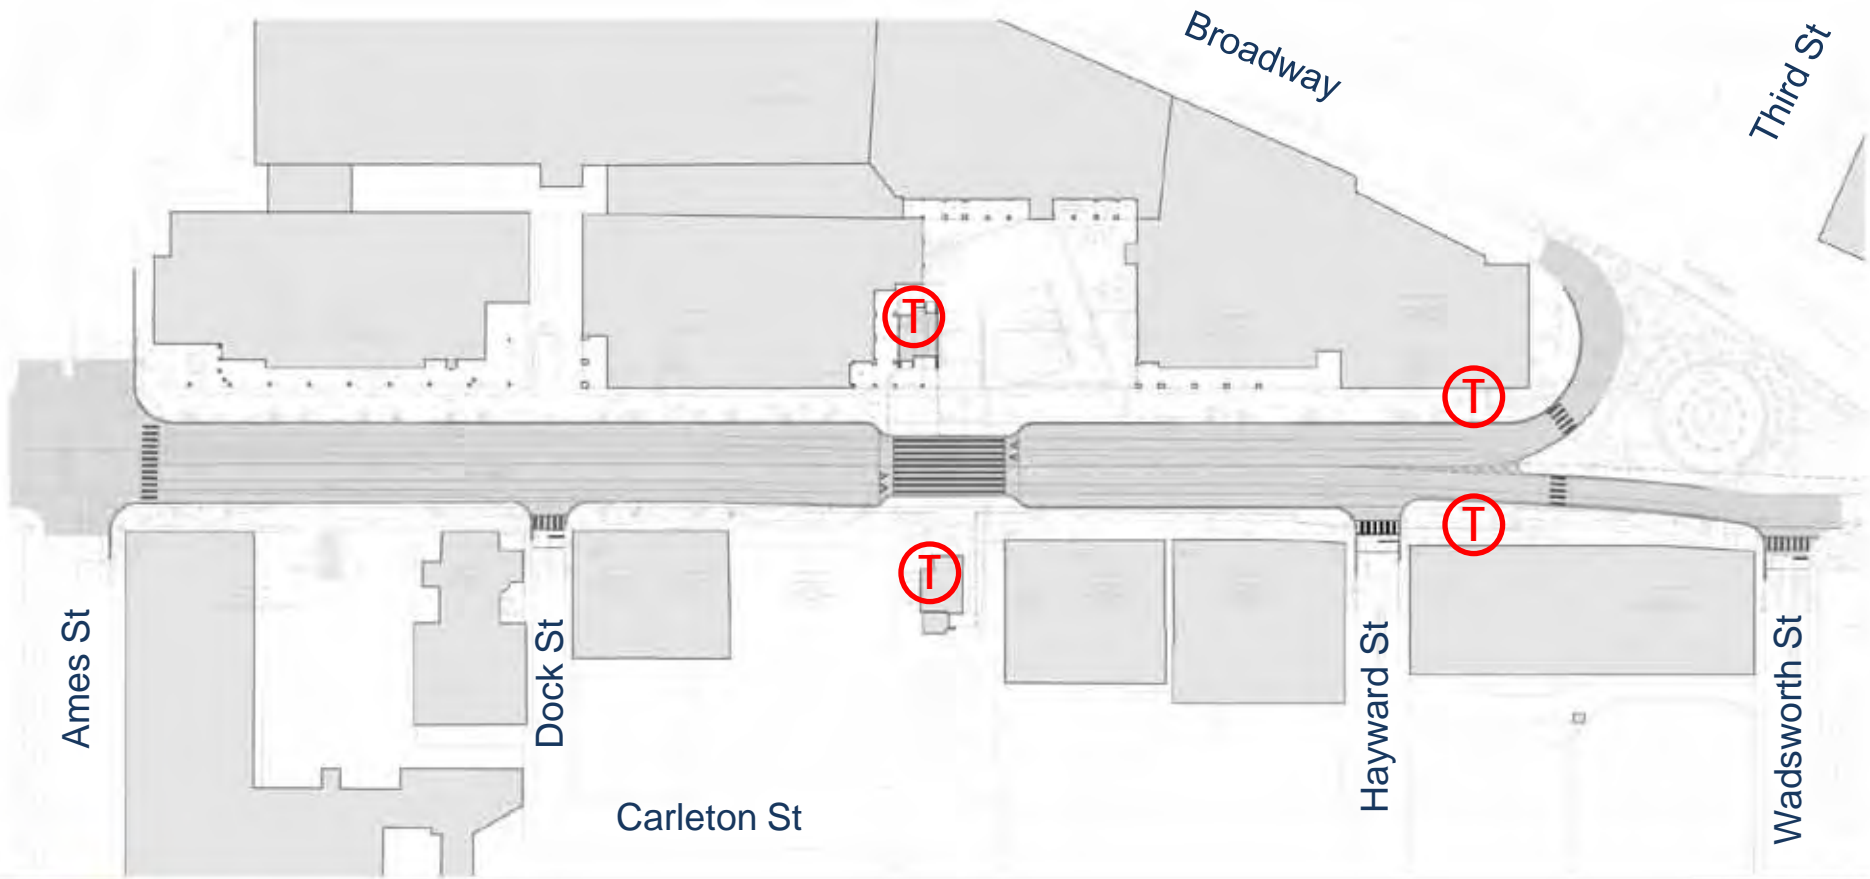 Broadway
Third St
T
T
T
T
Ames St
Dock St
Hayward St
Wadsworth St
Carleton St